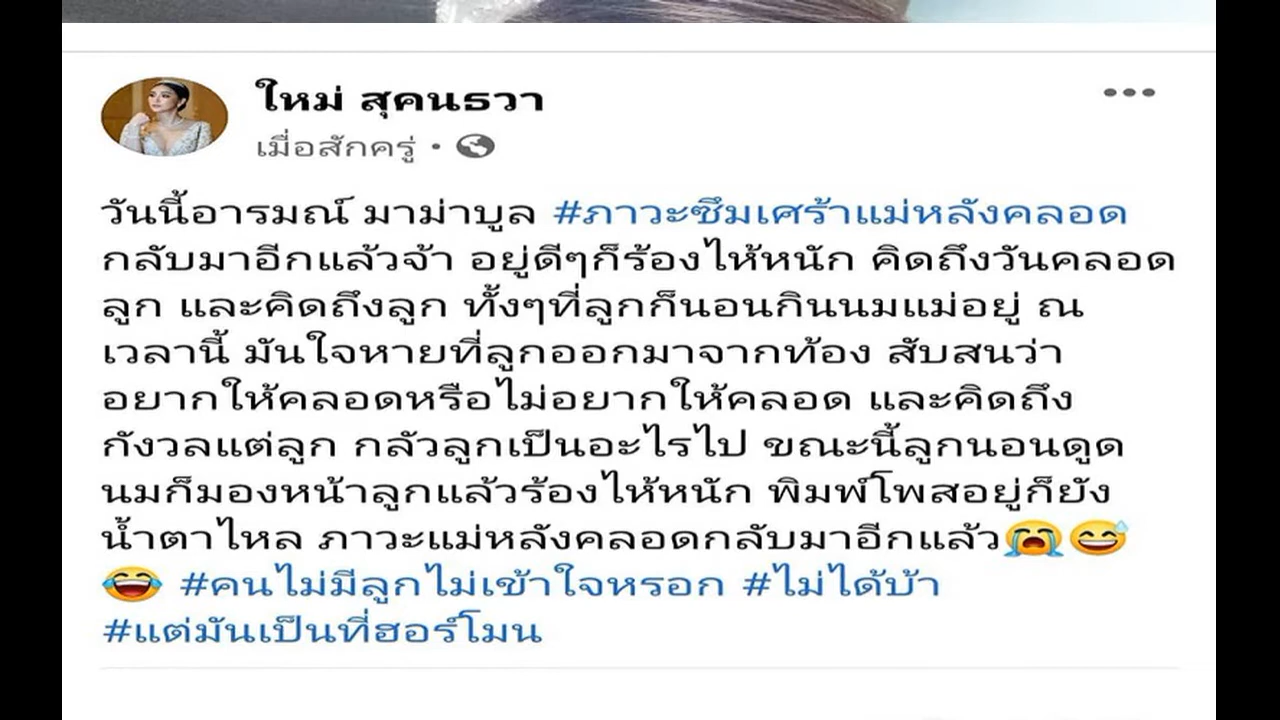 ใหม่ สุคนธวา
เมื่อสักครู่ •
วันนี้อารมณ์ มาม่าบูล #ภาวะซึมเศร้าแม่หลังคลอด
กลับมาอีกแล้วจ้า อยู่ดีๆก็ร้องไห้หนัก คิดถึงวันคลอด
ลูก และคิดถึงลูก ทั้งๆที่ลูกก็นอนกินนมแม่อยู่ ณ
เวลานี้ มันใจหายที่ลูกออกมาจากท้อง สับสนว่า
อยากให้คลอดหรือไม่อยากให้คลอด และคิดถึง
กังวลแต่ลูก กลัวลูกเป็นอะไรไป ขณะนี้ลูกนอนดูด
นมก็มองหน้าลูกแล้วร้องไห้หนัก พิมพ์โพสอยู่ก็ยัง
น้ำตาไหล ภาวะแม่หลังคลอดกลับมาอีกแล้ว😭😅
😂 #คนไม่มีลูกไม่เข้าใจหรอก #ไม่ได้บ้า
#แต่มันเป็นที่ฮอร์โมน